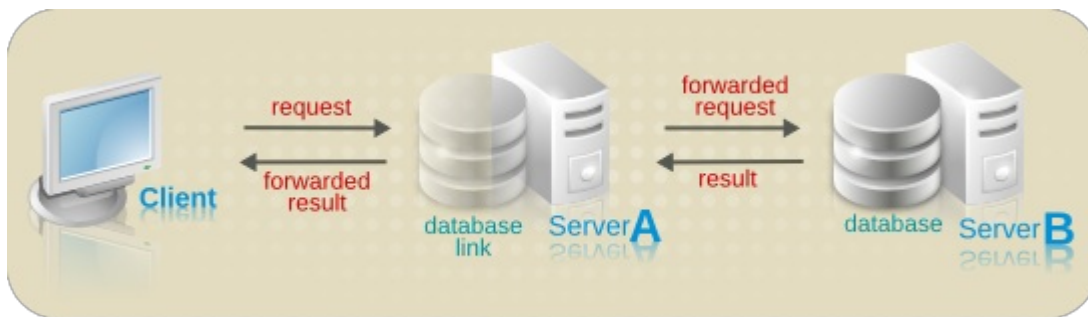 request
forwarded
result
Client
database
link
Server A
forwarded
request
result
database
Server B